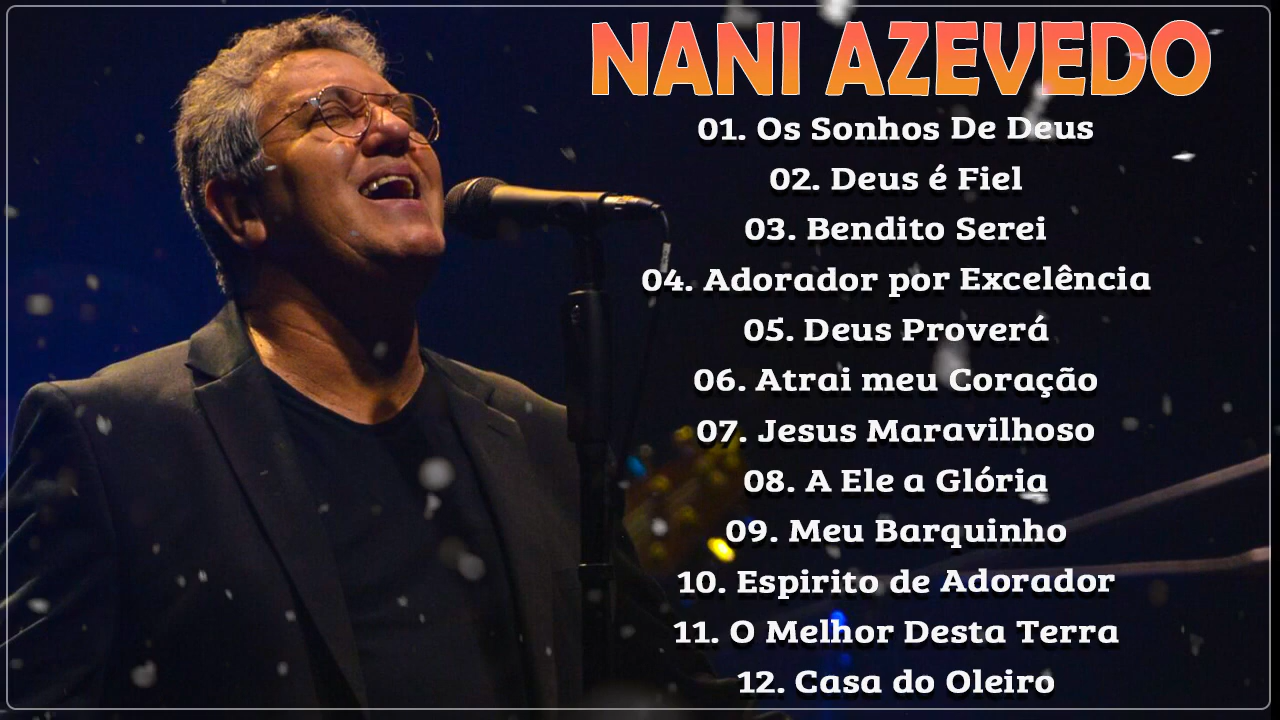 NANI AZEVEDO
01. Os Sonhos De Deus
02. Deus é Fiel
03. Bendito Serei
04. Adorador por Excelência
05. Deus Proverá
06. Atrai meu Coração
07. Jesus Maravilhoso
08. A Ele a Glória
09. Meu Barquinho
10. Espirito de Adorador
11. O Melhor Desta Terra
12. Casa do Oleiro